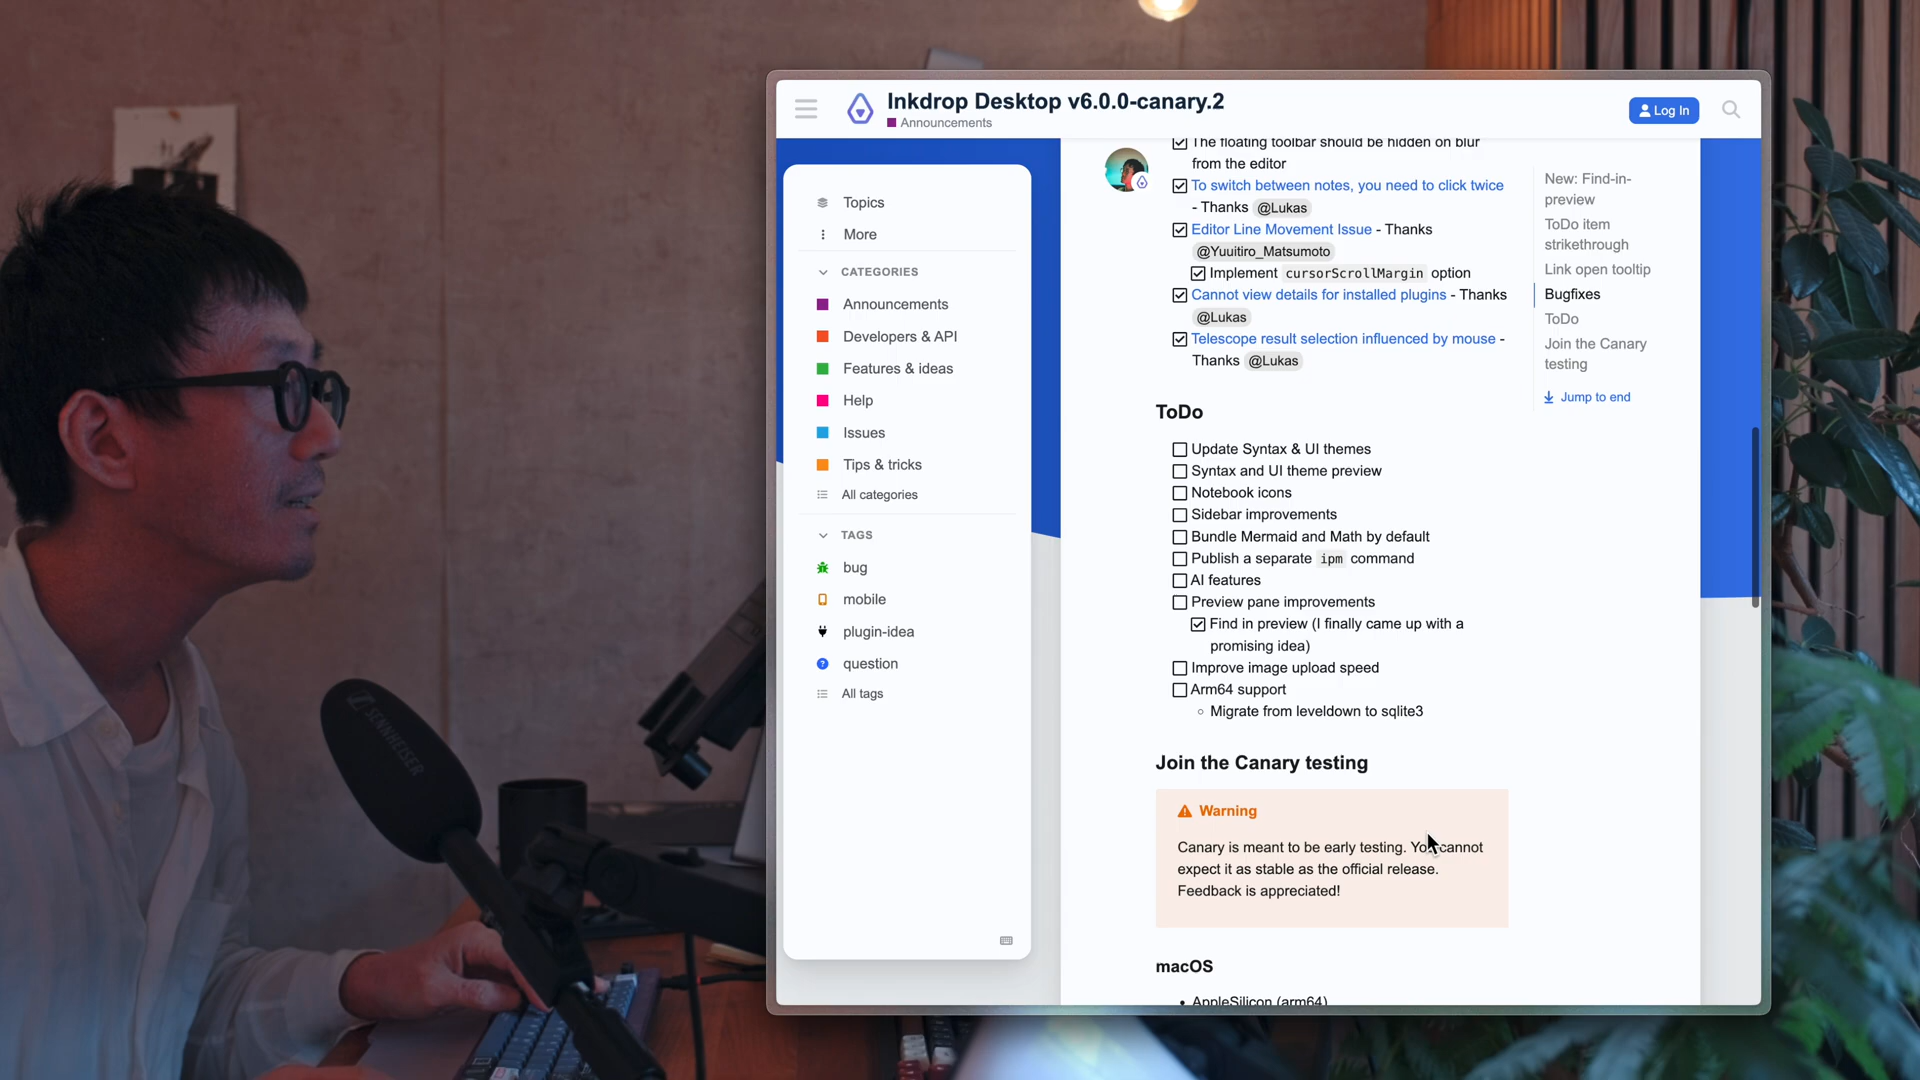 Inkdrop Desktop v6.0.0-canary.2
Announcements
Log In
Topics
More
CATEGORIES
Announcements
Developers & API
Features & ideas
Help
Issues
Tips & tricks
All categories
TAGS
bug
mobile
plugin-idea
question
All tags
The floating toolbar should be hidden on blur
from the editor
To switch between notes, you need to click twice
- Thanks @Lukas
Editor Line Movement Issue - Thanks
@Yuuitiro_Matsumoto
Implement cursorScrollMargin option
Cannot view details for installed plugins - Thanks
@Lukas
Telescope result selection influenced by mouse -
Thanks @Lukas
ToDo
Update Syntax & UI themes
Syntax and UI theme preview
Notebook icons
Sidebar improvements
Bundle Mermaid and Math by default
Publish a separate ipm command
AI features
Preview pane improvements
Find in preview (I finally came up with a
promising idea)
Improve image upload speed
Arm64 support
Migrate from leveldown to sqlite3
Join the Canary testing
Warning
Canary is meant to be early testing. You cannot
expect it as stable as the official release.
Feedback is appreciated!
macOS
AppleSilicon (arm64)
New: Find-in-
preview
ToDo item
strikethrough
Link open tooltip
Bugfixes
ToDo
Join the Canary
testing
Jump to end
SENNHEISER